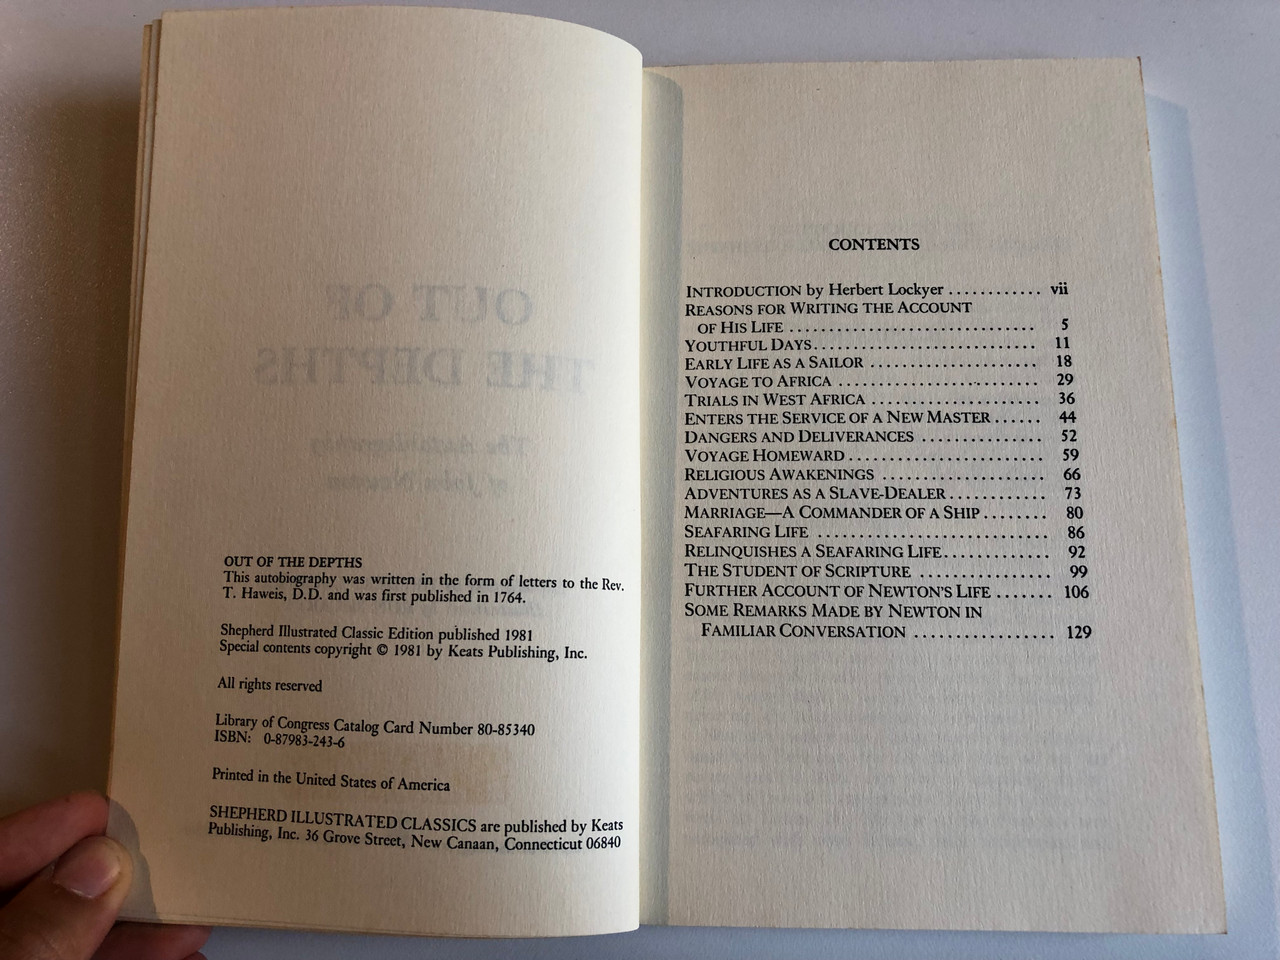 OUT OF THE DEPTHS
This autobiography was written in the form of letters to the Rev.
T. Haweis, D.D. and was first published in 1764.
Shepherd Illustrated Classic Edition published 1981
Special contents copyright © 1981 by Keats Publishing, Inc.
All rights reserved
Library of Congress Catalog Card Number 80-85340
ISBN: 0-87983-243-6
Printed in the United States of America
SHEPHERD ILLUSTRATED CLASSICS are published by Keats
Publishing, Inc. 36 Grove Street, New Canaan, Connecticut 06840
CONTENTS
INTRODUCTION by Herbert Lockyer ............ vii
REASONS FOR WRITING THE ACCOUNT
OF HIS LIFE ............................... 5
YOUTHFUL DAYS............................ 11
EARLY LIFE AS A SAILOR ..................... 18
VOYAGE TO AFRICA ......................... 29
TRIALS IN WEST AFRICA ..................... 36
ENTERS THE SERVICE OF A NEW MASTER...... 44
DANGERS AND DELIVERANCES ............... 52
VOYAGE HOMEWARD........................ 59
RELIGIOUS AWAKENINGS .................... 66
ADVENTURES AS A SLAVE-DEALER............ 73
MARRIAGE—A COMMANDER OF A SHIP........ 80
SEAFARING LIFE ............................ 86
RELINQUISHES A SEAFARING LIFE............. 92
THE STUDENT OF SCRIPTURE ................ 99
FURTHER ACCOUNT OF NEWTON'S LIFE ....... 106
SOME REMARKS MADE BY NEWTON IN
FAMILIAR CONVERSATION ................. 129